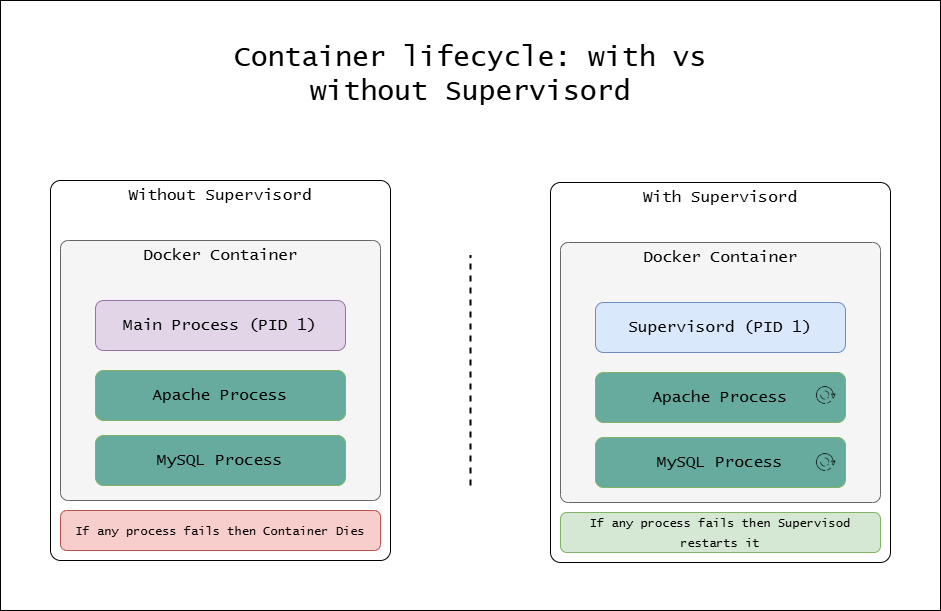 Container lifecycle: with vs
without Supervisord
Without Supervisord
Docker Container
Main Process (PID 1)
Apache Process
MySQL Process
If any process fails then Container Dies
With Supervisord
Docker Container
Supervisord (PID 1)
Apache Process
MySQL Process
If any process fails then Supervisod
restarts it